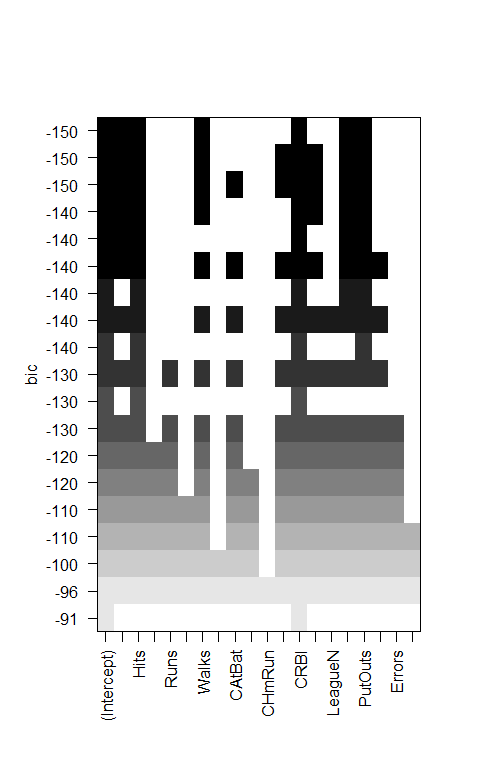 -150
-150
-150
-140
-140
-140
-140
-140
-140
-130
-130
-130
-120
-120
-110
-110
-100
-96
-91
bic
(Intercept)
Hits
Runs
Walks
CAtBat
CHmRun
CRBI
LeagueN
PutOuts
Errors